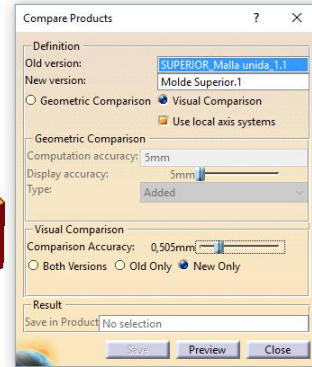 Compare Products ? ×
Definition
Old version: SUPERIOR_Malla unida_1.1
New version: Molde Superior.1
Geometric Comparison Visual Comparison
Use local axis systems
Geometric Comparison
Computation accuracy: 5mm
Display accuracy: 5mm
Type: Added
Visual Comparison
Comparison Accuracy: 0,505mm
Both Versions Old Only New Only
Result
Save in Product No selection
Save Preview Close